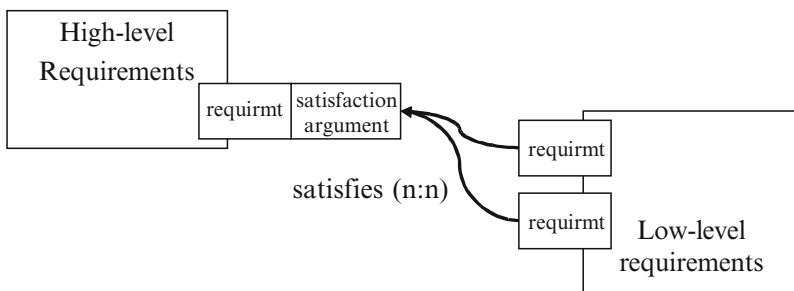 High-level
Requirements
requirmt
satisfaction
argument
requirmt
satisfies (n:n)
requirmt
Low-level
requirements